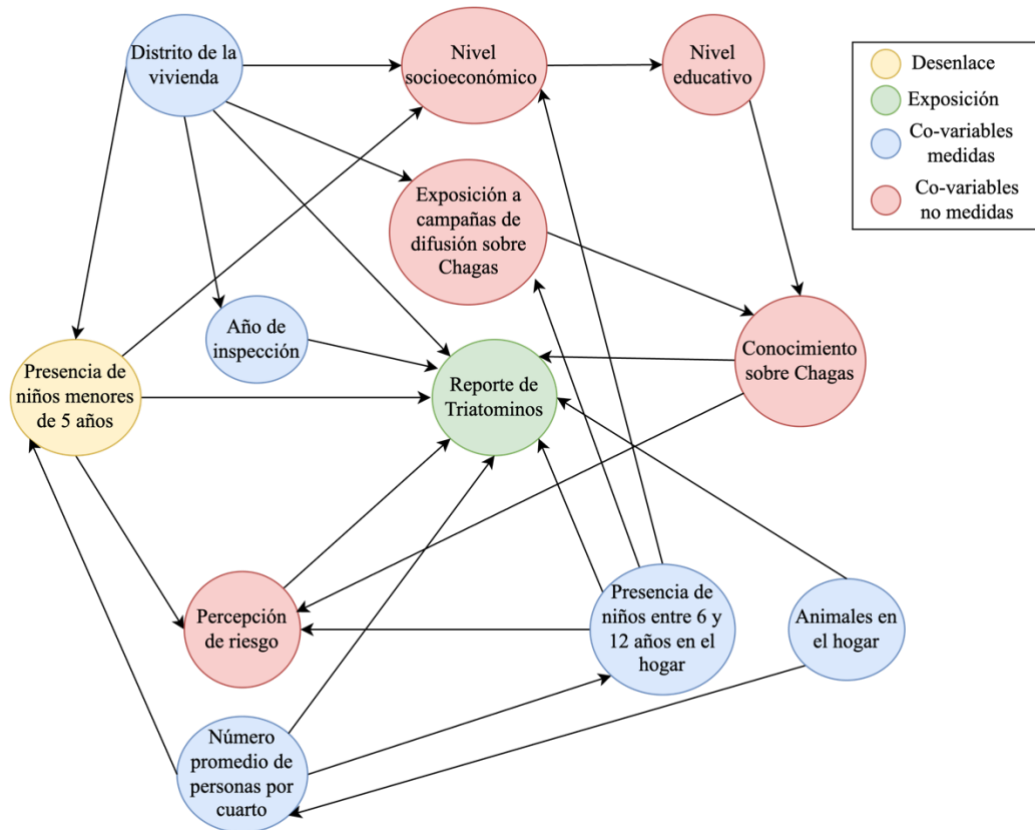 Distrito de la
vivienda
Nivel
socioeconómico
Nivel
educativo
Desenlace
Exposición
Co-variables
medidas
Co-variables
no medidas
Exposición a
campañas de
difusión sobre
Chagas
Año de
inspección
Presencia de
niños menores
de 5 años
Reporte de
Triatominos
Conocimiento
sobre Chagas
Percepción
de riesgo
Presencia de
niños entre 6 y
12 años en el
hogar
Animales en
el hogar
Número
promedio de
personas por
cuarto